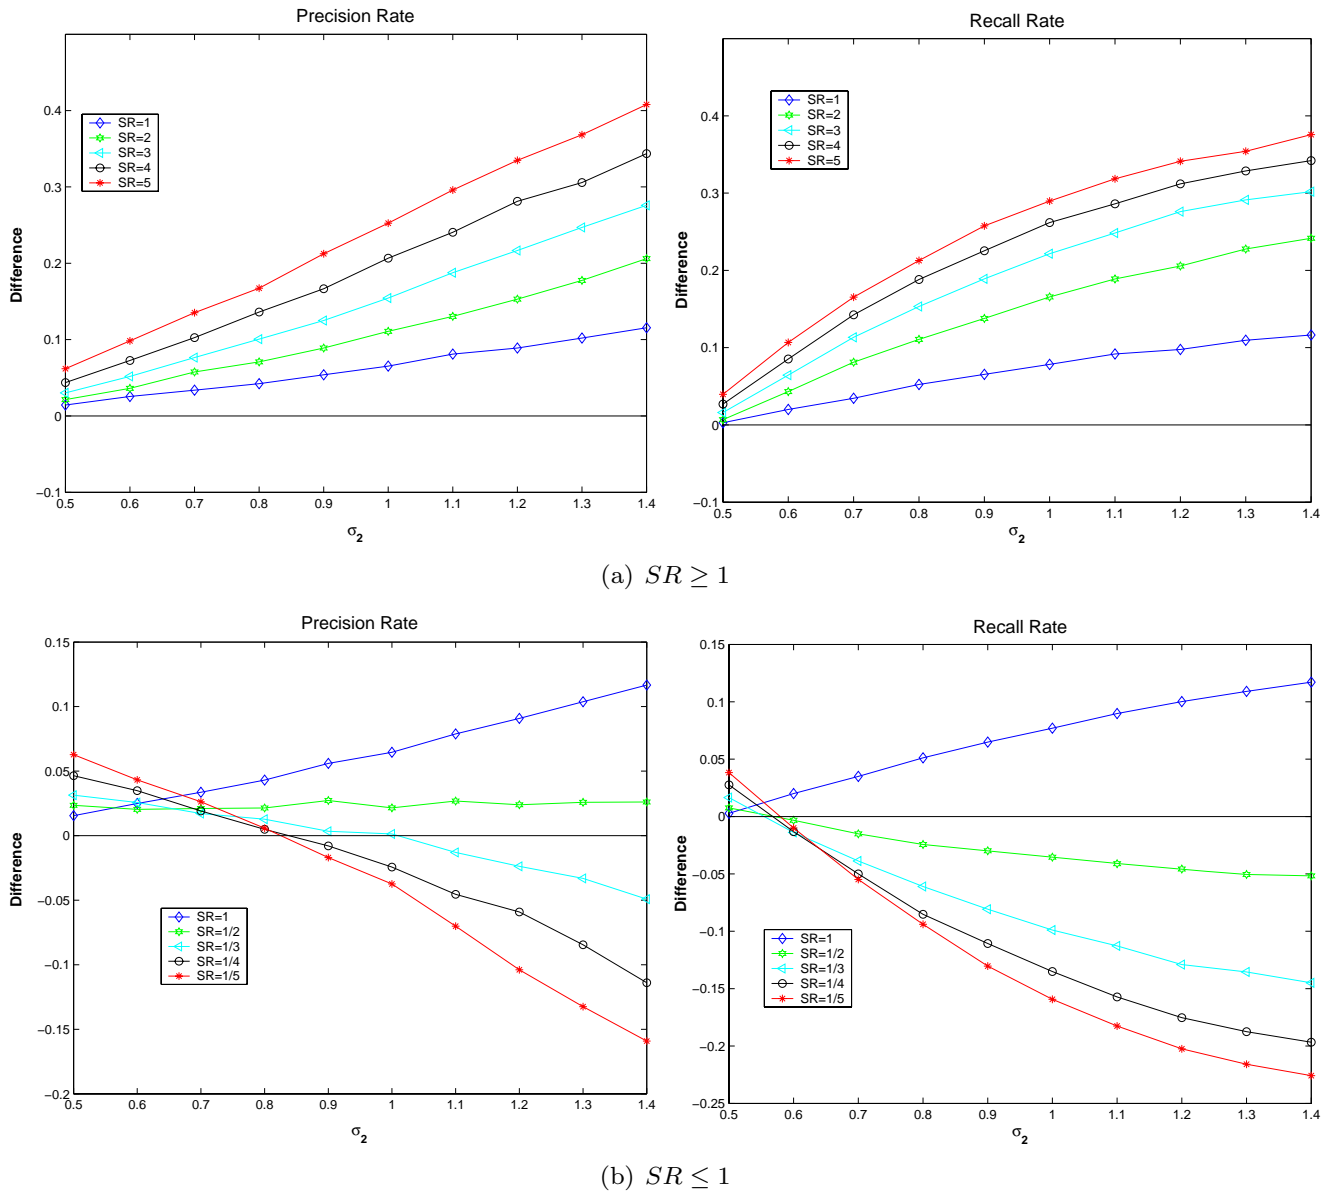 Precision Rate
0.4
0.3
0.2
0.1
0
−0.1
Difference
SR=1
SR=2
SR=3
SR=4
SR=5
0.5 0.6 0.7 0.8 0.9 1 1.1 1.2 1.3 1.4
σ2
Recall Rate
0.4
0.3
0.2
0.1
0
−0.1
Difference
SR=1
SR=2
SR=3
SR=4
SR=5
0.5 0.6 0.7 0.8 0.9 1 1.1 1.2 1.3 1.4
σ2
(a) SR ≥ 1
Precision Rate
0.15
0.1
0.05
0
−0.05
−0.1
−0.15
−0.2
Difference
SR=1
SR=1/2
SR=1/3
SR=1/4
SR=1/5
0.5 0.6 0.7 0.8 0.9 1 1.1 1.2 1.3 1.4
σ2
Recall Rate
0.15
0.1
0.05
0
−0.05
−0.1
−0.15
−0.2
−0.25
Difference
SR=1
SR=1/2
SR=1/3
SR=1/4
SR=1/5
0.5 0.6 0.7 0.8 0.9 1 1.1 1.2 1.3 1.4
σ2
(b) SR ≤ 1